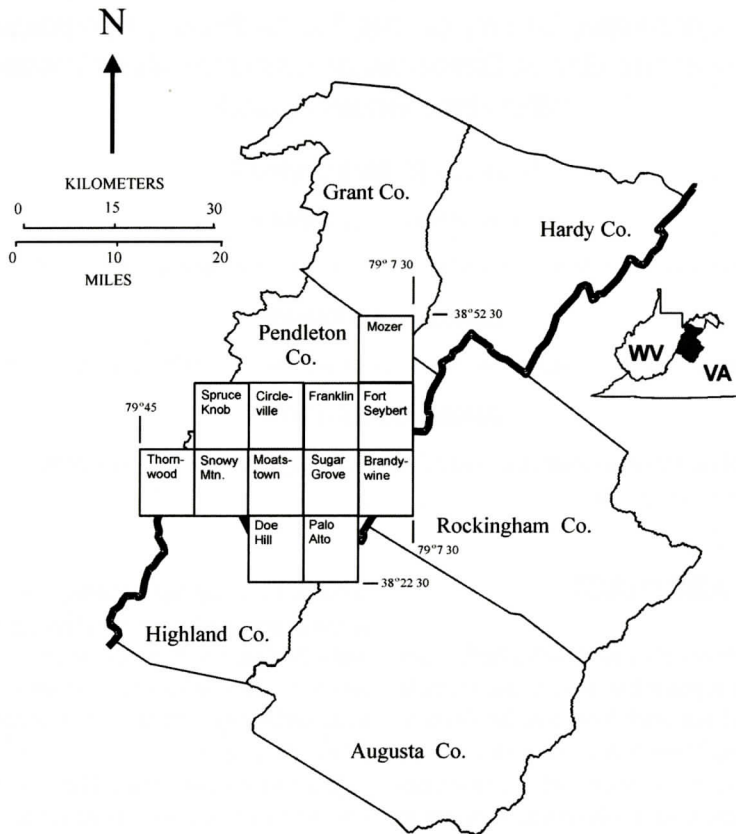 N
KILOMETERS
0 15 30
0 10 20
MILES
Grant Co.
Hardy Co.
79° 7 30
38°52 30
Mozer
Pendleton
Co.
WV
VA
79°45
Spruce
Knob
Circle-
ville
Franklin
Fort
Seybert
Thorn-
wood
Snowy
Mtn.
Moats-
town
Sugar
Grove
Brandy-
wine
Doe
Hill
Palo
Alto
Rockingham Co.
79°7 30
38°22 30
Highland Co.
Augusta Co.